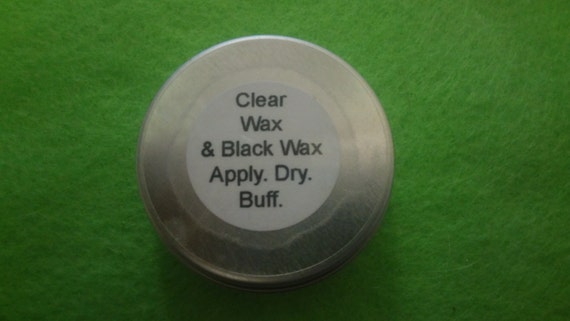 Clear
Wax
& Black Wax
Apply. Dry.
Buff.